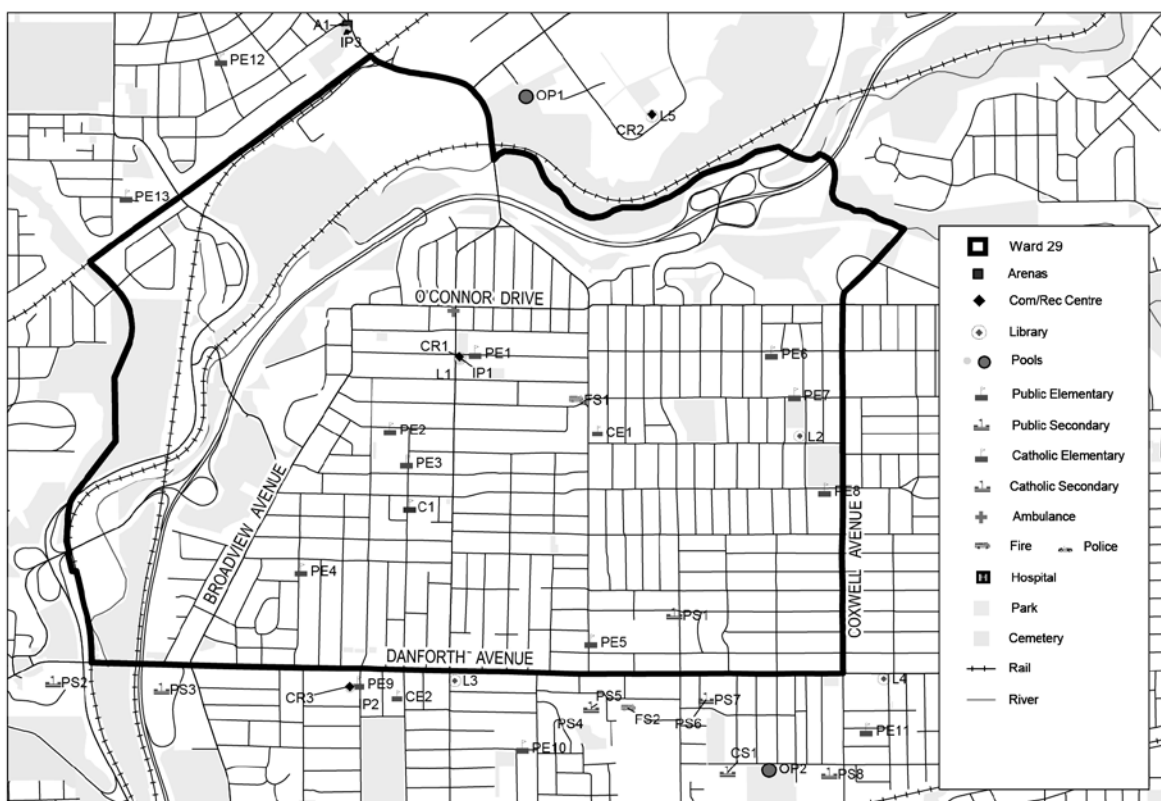 A1
IP3
PE12
OP1
L5
CR2
PE13
Ward 29
Arenas
Com/Rec Centre
Library
Pools
Public Elementary
Public Secondary
Catholic Elementary
Catholic Secondary
Ambulance
Fire
Police
H
Hospital
Park
Cemetery
Rail
River
O'CONNOR DRIVE
CR1
PE1
L1
IP1
PE6
FS1
PE7
PE2
CE1
L2
PE3
PE8
C1
BROADVIEW AVENUE
COXWELL AVENUE
PE4
PS1
PE5
DANFORTH AVENUE
PS2
PS3
CR3
PE9
IP2
CE2
L3
L4
PS5
PS4
FS2
PS7
PS6
PE10
PE11
CS1
OP2
PS8